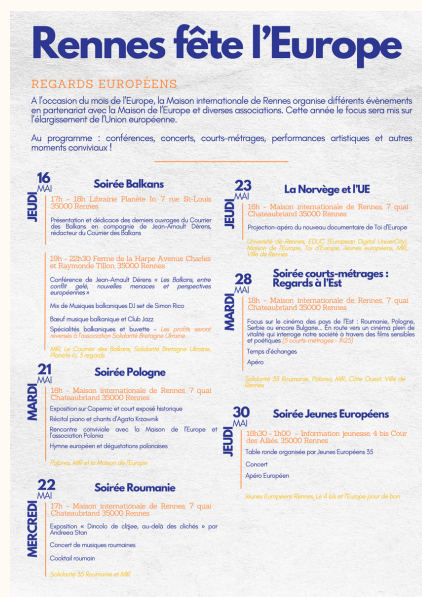 Rennes fête l'Europe
REGARDS EUROPÉENS
A l'occasion du mois de l'Europe, la Maison internationale de Rennes organise différents évènements
en partenariat avec la Maison de l'Europe et diverses associations. Cette année le focus sera mis sur
l'élargissement de l'Union européenne.
Au programme : conférences, concerts, courts-métrages, performances artistiques et autres
moments conviviaux !
JEUDI
16
MAI
Soirée Balkans
17h - 18h Librairie Planète Io 7 rue St-Louis
35000 Rennes
Présentation et dédicace des derniers ouvrages du Courrier
des Balkans en compagnie de Jean-Arnoult Dérens,
rédacteur du Courrier des Balkans
19h - 22h30 Ferme de la Harpe Avenue Charles
et Raymonde Tillon, 35000 Rennes
Conférence de Jean-Arnault Dérens « Les Balkans, entre
conflit gelé, nouvelles menaces et perspectives
européennes »
Mix de Musiques balkaniques DJ set de Simon Rico
Bœuf musique balkanique et Club Jazz
Spécialités balkaniques et buvette - Les profits seront
reversés à l'association Solidarité Bretagne Ukraine
MIR, Le Courrier des Balkans, Solidarité Bretagne Ukraine,
Planète Io, 3 regards
MARDI
21
MAI
Soirée Pologne
18h - Maison internationale de Rennes, 7 quai
Chateaubriand 35000 Rennes
Exposition sur Copernic et court exposé historique
Récital piano et chants d'Agata Kravwnik
Rencontre conviviale avec la Maison de l'Europe et
l'association Polonia
Hymne européen et dégustations polonaises
Polonia, MIR et la Maison de l'Europe
MERCREDI
22
MAI
Soirée Roumanie
17h - Maison internationale de Rennes, 7 quai
Chateaubriand 35000 Rennes
Exposition « Dincolo de clișee, au-delà des clichés » par
Andreea Stan
Concert de musiques roumaines
Cocktail roumain
Solidarité 35 Roumanie et MIR
JEUDI
23
MAI
La Norvège et l'UE
18h - Maison internationale de Rennes, 7 quai
Chateaubriand 35000 Rennes
Projection-apéro du nouveau documentaire de Toi d'Europe
Université de Rennes, EDUC (European Digital UniverCity),
Maison de l'Europe, Toi d'Europe, Jeunes européens, MIR,
Ville de Rennes
MARDI
28
MAI
Soirée courts-métrages :
Regards à l'Est
18h - Maison internationale de Rennes, 7 quai
Chateaubriand 35000 Rennes
Focus sur le cinéma des pays de l'Est : Roumanie, Pologne,
Serbie ou encore Bulgarie... En route vers un cinéma plein de
vitalité qui interroge notre société à travers des films sensibles
et poétiques (5 courts métrages- 1h23)
Temps d'échanges
Apéro
Solidarité 35 Roumanie, Polonia, MIR, Côte Ouest, Ville de
Rennes
JEUDI
30
MAI
Soirée Jeunes Européens
18h30 - 1h00 - Information jeunesse, 4 bis Cour
des Alliés, 35000 Rennes
Table ronde organisée par Jeunes Européens 35
Concert
Apéro Européen
Jeunes Européens Rennes, Le 4 bis et l'Europe pour de bon